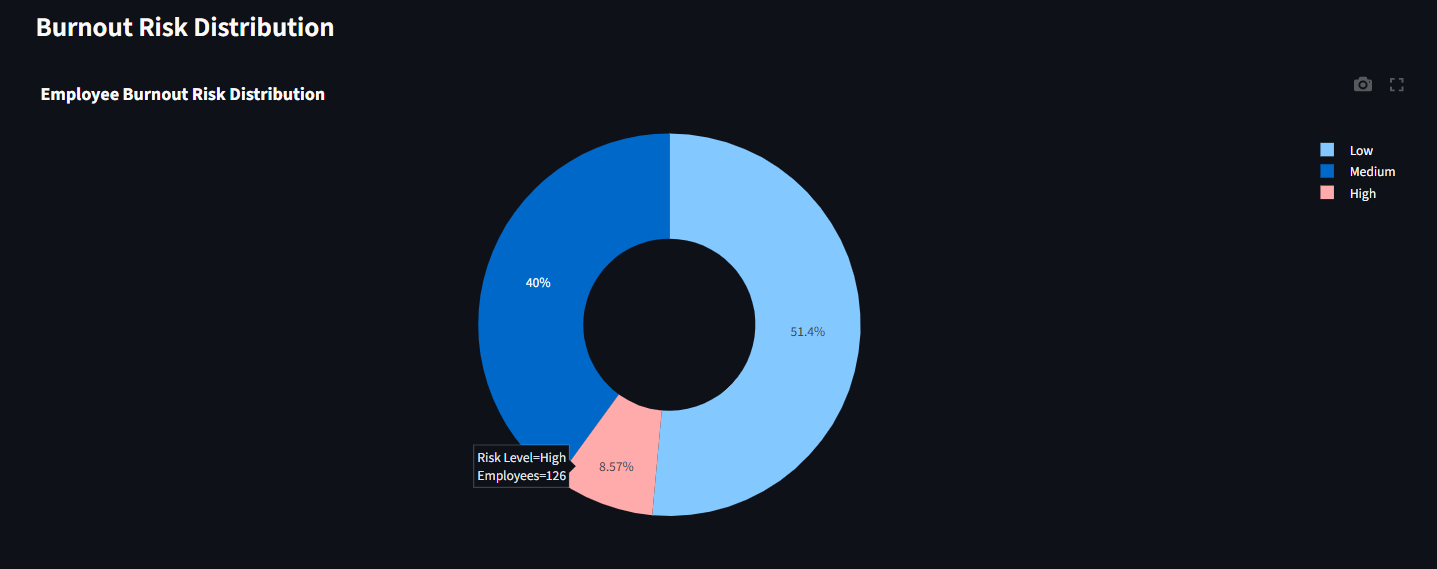 Burnout Risk Distribution
Employee Burnout Risk Distribution
Low
Medium
High
40%
51.4%
8.57%
Risk Level=High
Employees=126